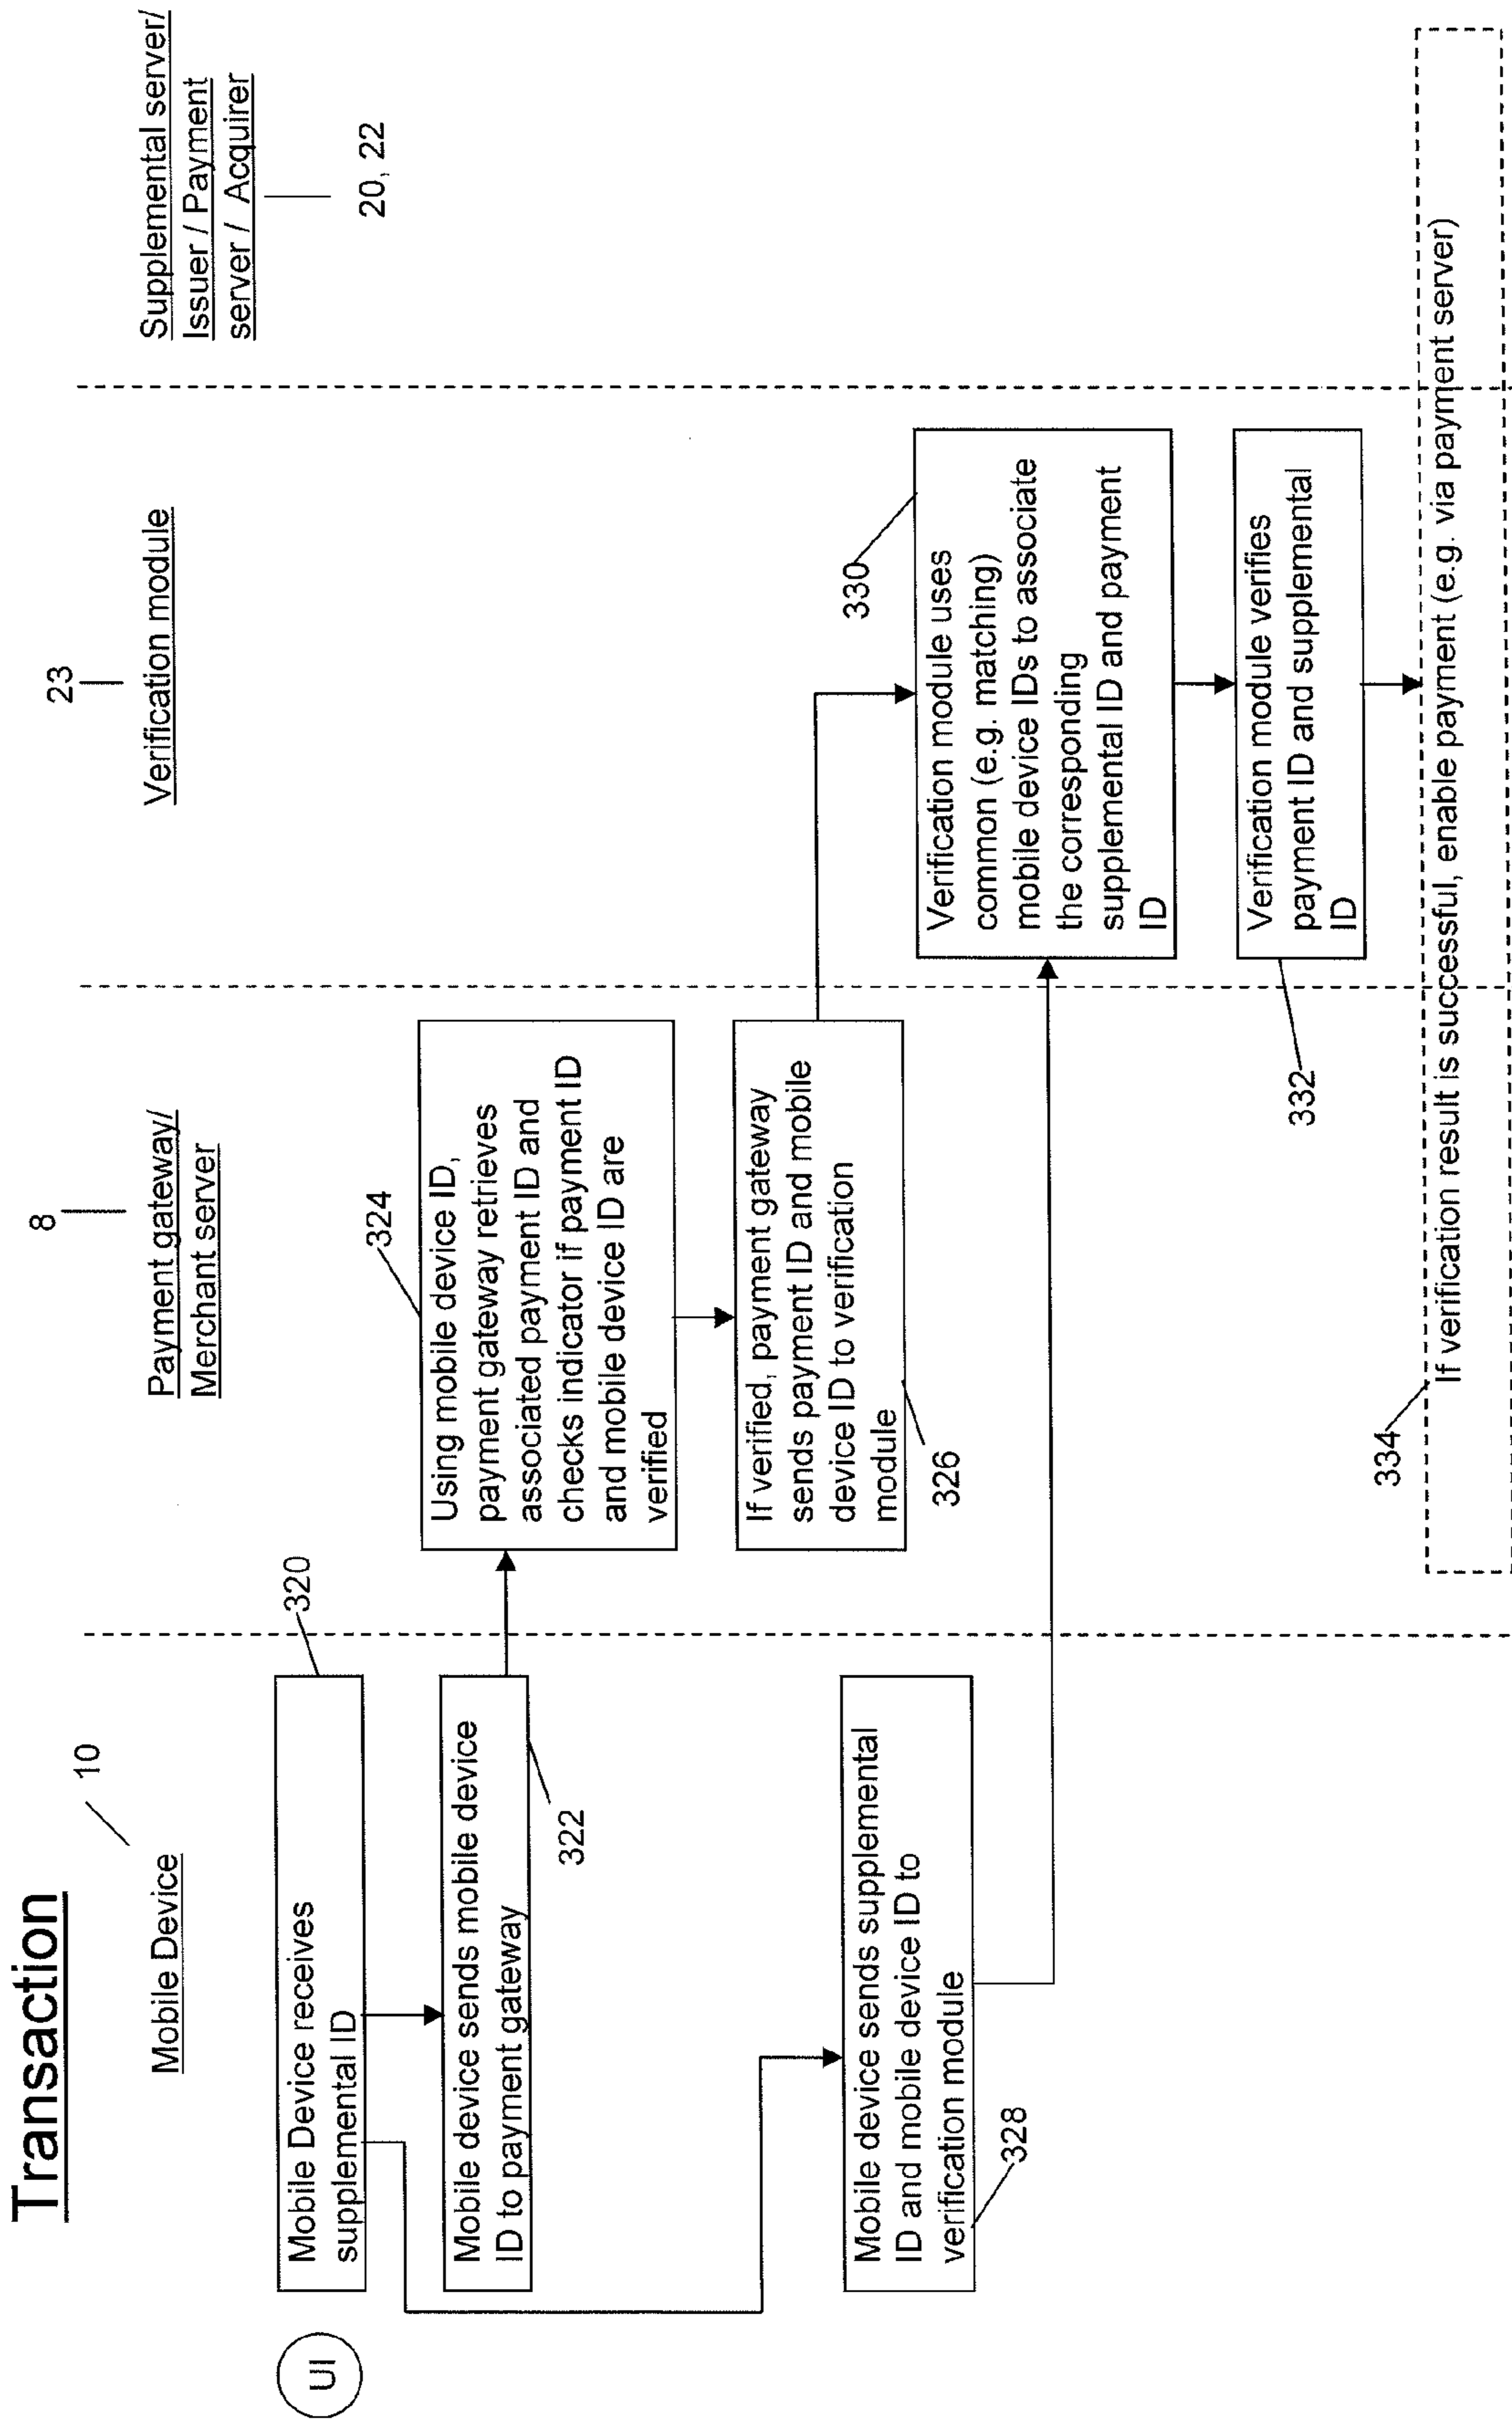 Transaction
10
Mobile Device
8
Payment gateway/
Merchant server
23
Verification module
Supplemental server/
Issuer / Payment
server / Acquirer
20, 22
UI
Mobile Device receives
supplemental ID
320
Mobile device sends mobile device
ID to payment gateway
322
Using mobile device ID,
payment gateway retrieves
associated payment ID and
checks indicator if payment ID
and mobile device ID are
verified
324
If verified, payment gateway
sends payment ID and mobile
device ID to verification
module
326
Mobile device sends supplemental
ID and mobile device ID to
verification module
328
330
Verification module uses
common (e.g. matching)
mobile device IDs to associate
the corresponding
supplemental ID and payment
ID
Verification module verifies
payment ID and supplemental
ID
332
334
If verification result is successful, enable payment (e.g. via payment server)